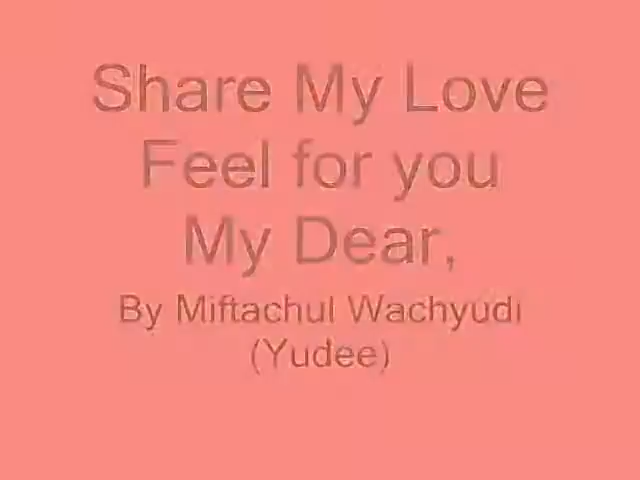 Share My Love
Feel for you
My Dear,
By Miftachul Wachyudi
(Yudee)